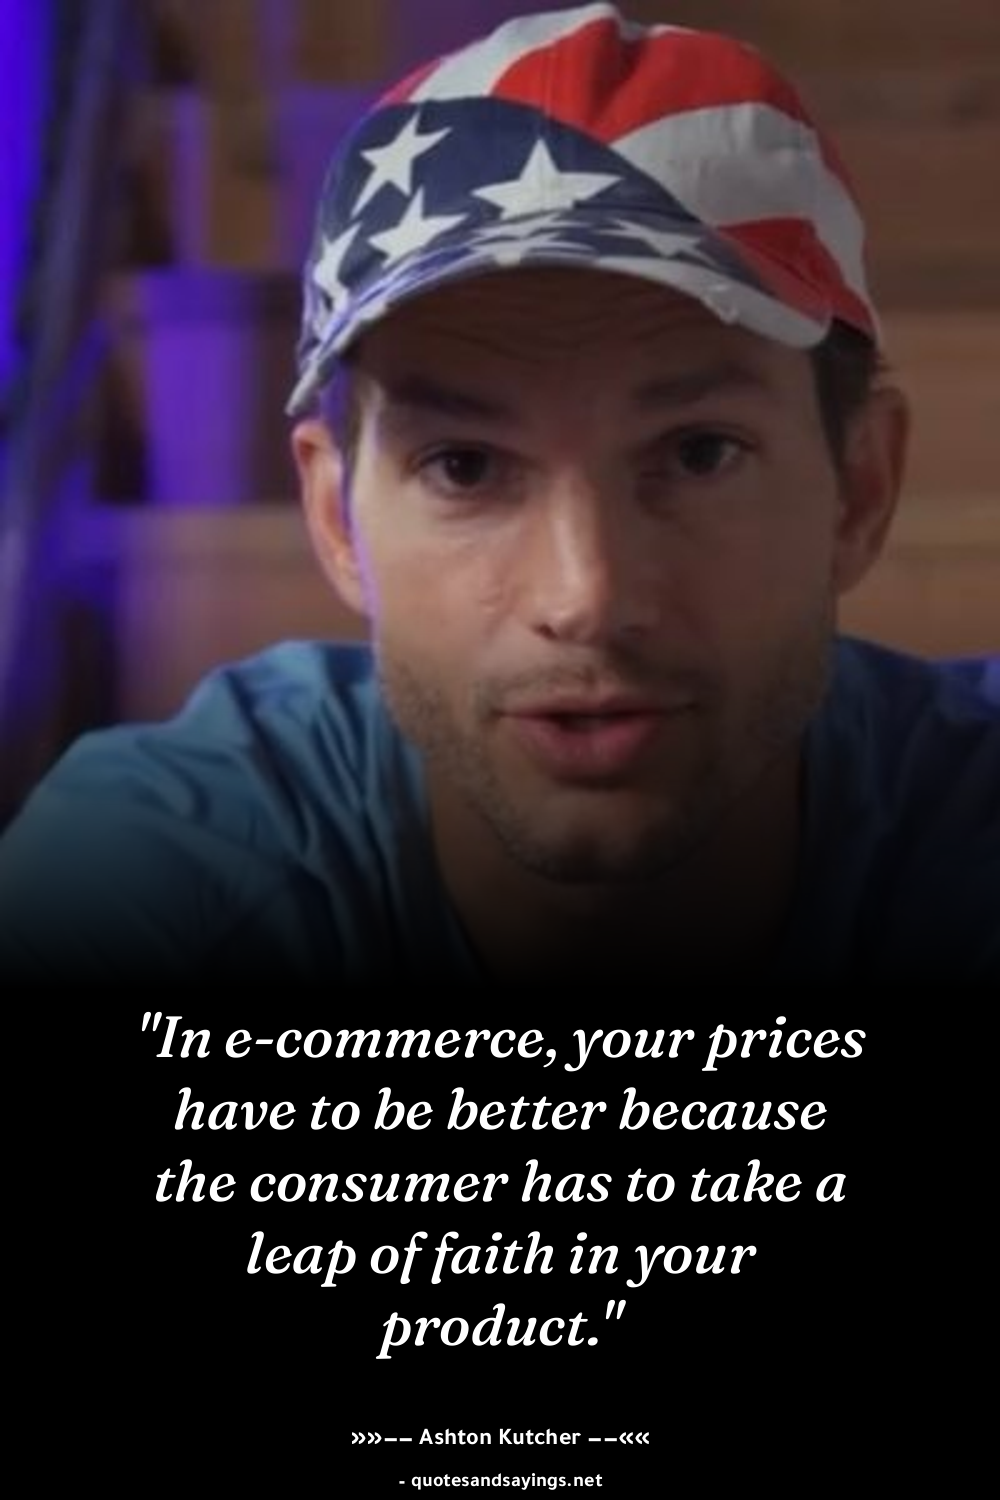 "In e-commerce, your prices
have to be better because
the consumer has to take a
leap of faith in your
product."
»»–– Ashton Kutcher ––««
- quotesandsayings.net